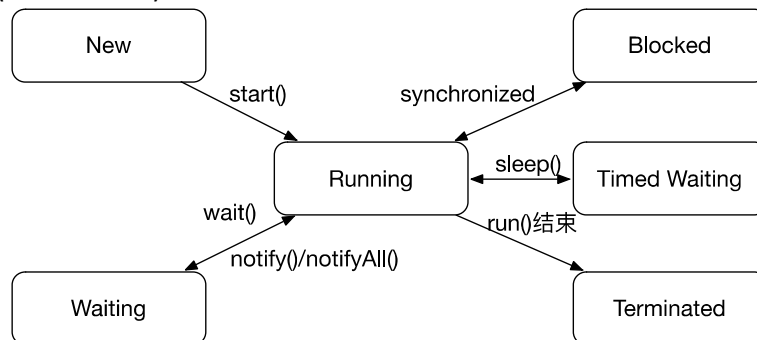 New
Blocked
start()
synchronized
Running
sleep()
Timed Waiting
wait()
run()结束
notify()/notifyAll()
Waiting
Terminated